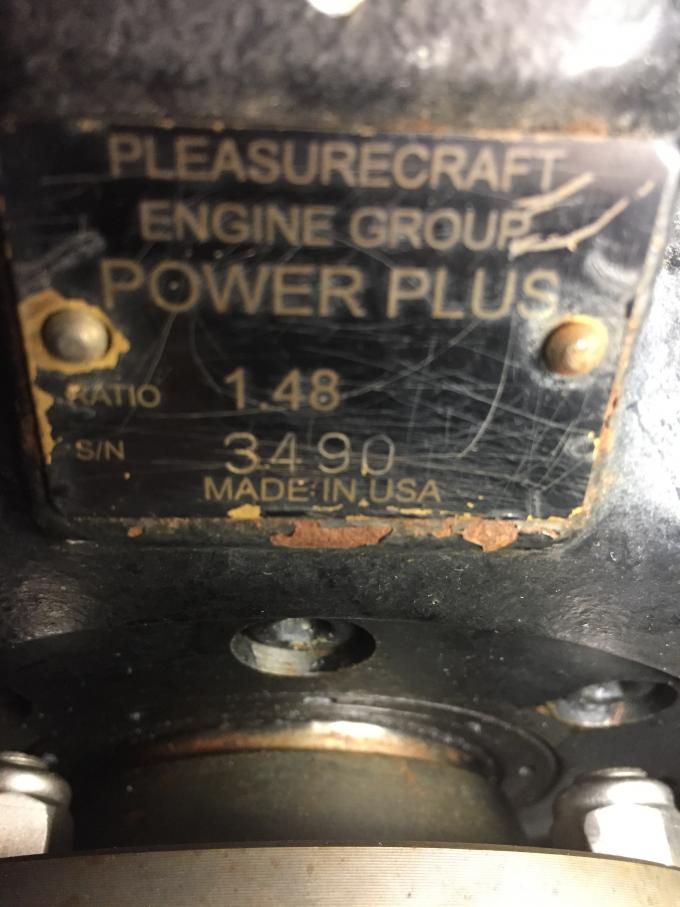 PLEASURECRAFT
ENGINE GROUP
POWER PLUS
RATIO 1.48
S/N 3490
MADE IN USA